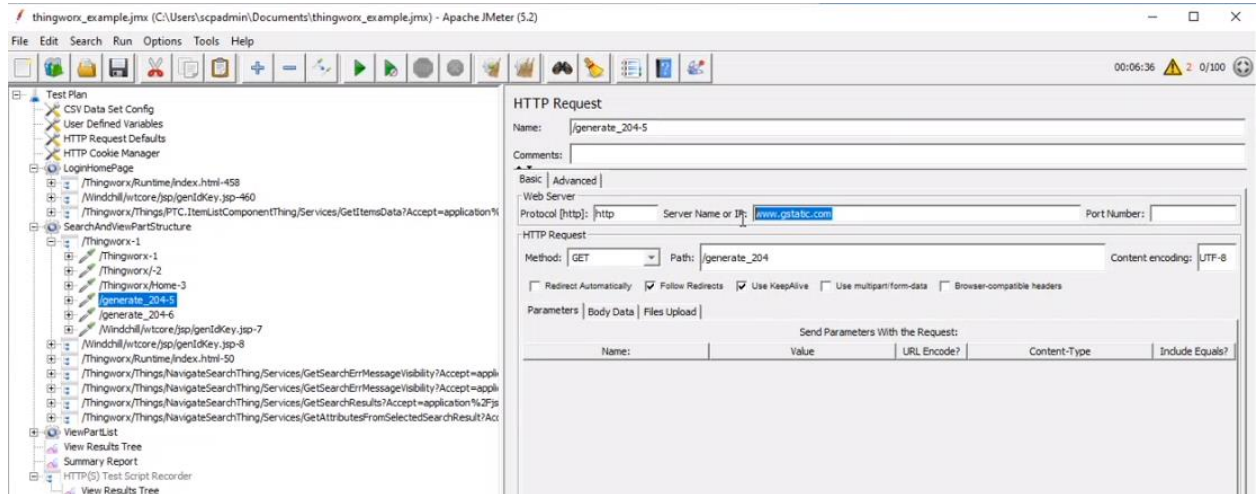 thingworx_example.jmx (C:\Users\scpadmin\Documents\thingworx_example.jmx) - Apache JMeter (5.2)
File Edit Search Run Options Tools Help
00:06:36 2 0/100
Test Plan
CSV Data Set Config
User Defined Variables
HTTP Request Defaults
HTTP Cookie Manager
LoginHomePage
/Thingworx/Runtime/index.html-458
/Windchill/wtcore/jsp/genIdKey.jsp-460
/Thingworx/Things/PTC.ItemListComponentThing/Services/GetItemsData?Accept=application%
SearchAndViewPartStructure
/Thingworx-1
/Thingworx-1
/Thingworx/-2
/Thingworx/Home-3
/generate_204-5
/generate_204-6
/Windchill/wtcore/jsp/genIdKey.jsp-7
/Windchill/wtcore/jsp/genIdKey.jsp-8
/Thingworx/Runtime/index.html-50
/Thingworx/Things/NavigateSearchThing/Services/GetSearchErrMessageVisibility?Accept=appli
/Thingworx/Things/NavigateSearchThing/Services/GetSearchErrMessageVisibility?Accept=appli
/Thingworx/Things/NavigateSearchThing/Services/GetSearchResults?Accept=application%2Fjs
/Thingworx/Things/NavigateSearchThing/Services/GetAttributesFromSelectedSearchResult?Acc
ViewPartList
View Results Tree
Summary Report
HTTP(S) Test Script Recorder
View Results Tree
HTTP Request
Name: /generate_204-5
Comments:
Basic Advanced
Web Server
Protocol [http]: http Server Name or IP: www.gstatic.com Port Number:
HTTP Request
Method: GET Path: /generate_204 Content encoding: UTF-8
Redirect Automatically Follow Redirects Use KeepAlive Use multipart/form-data Browser-compatible headers
Parameters Body Data Files Upload
Send Parameters With the Request:
Name: Value URL Encode? Content-Type Include Equals?